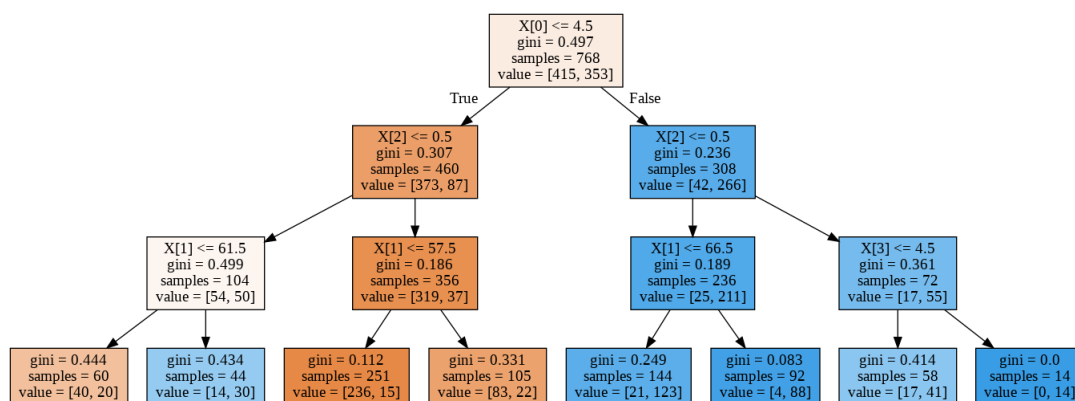 X[0] <= 4.5
gini = 0.497
samples = 768
value = [415, 353]
True
False
X[2] <= 0.5
gini = 0.307
samples = 460
value = [373, 87]
X[2] <= 0.5
gini = 0.236
samples = 308
value = [42, 266]
X[1] <= 61.5
gini = 0.499
samples = 104
value = [54, 50]
X[1] <= 57.5
gini = 0.186
samples = 356
value = [319, 37]
X[1] <= 66.5
gini = 0.189
samples = 236
value = [25, 211]
X[3] <= 4.5
gini = 0.361
samples = 72
value = [17, 55]
gini = 0.444
samples = 60
value = [40, 20]
gini = 0.434
samples = 44
value = [14, 30]
gini = 0.112
samples = 251
value = [236, 15]
gini = 0.331
samples = 105
value = [83, 22]
gini = 0.249
samples = 144
value = [21, 123]
gini = 0.083
samples = 92
value = [4, 88]
gini = 0.414
samples = 58
value = [17, 41]
gini = 0.0
samples = 14
value = [0, 14]